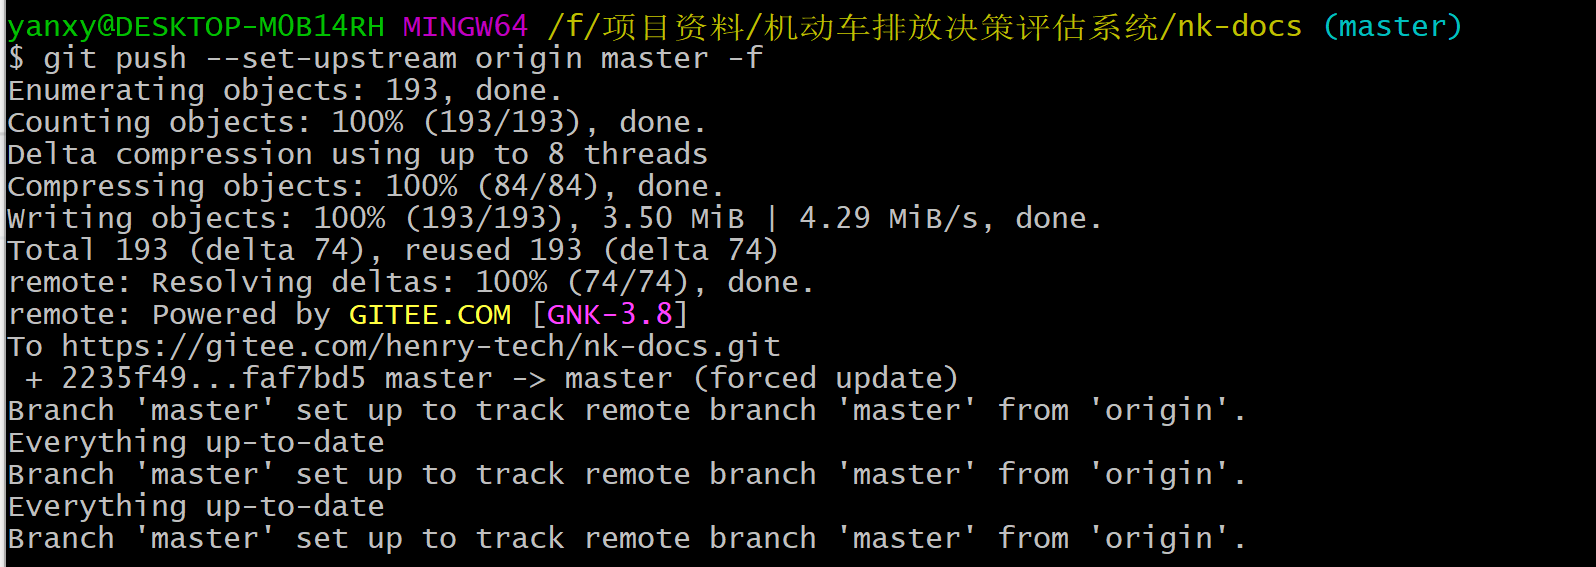 yanxy@DESKTOP-MOB14RH MINGW64 /f/项目资料/机动车排放决策评估系统/nk-docs (master)
$ git push --set-upstream origin master -f
Enumerating objects: 193, done.
Counting objects: 100% (193/193), done.
Delta compression using up to 8 threads
Compressing objects: 100% (84/84), done.
Writing objects: 100% (193/193), 3.50 MiB | 4.29 MiB/s, done.
Total 193 (delta 74), reused 193 (delta 74)
remote: Resolving deltas: 100% (74/74), done.
remote: Powered by GITEE.COM [GNK-3.8]
To https://gitee.com/henry-tech/nk-docs.git
 + 2235f49...faf7bd5 master -> master (forced update)
Branch 'master' set up to track remote branch 'master' from 'origin'.
Everything up-to-date
Branch 'master' set up to track remote branch 'master' from 'origin'.
Everything up-to-date
Branch 'master' set up to track remote branch 'master' from 'origin'.